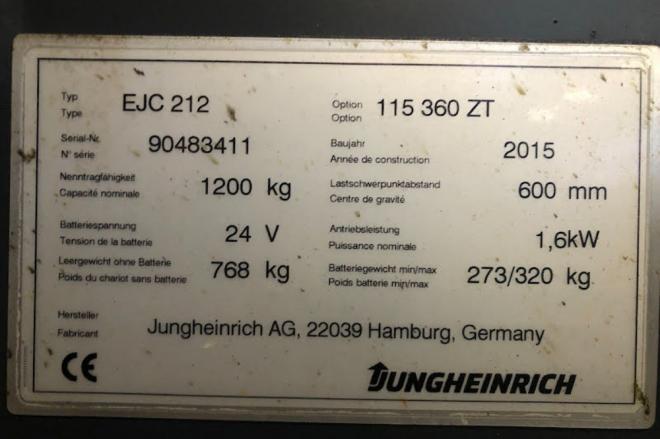 Typ EJC 212 Option 115 360 ZT
Type Option
Serial-Nr. 90483411 Baujahr 2015
N° série Année de construction
Nenntragfähigkeit 1200 kg Lastschwerpunktabstand 600 mm
Capacité nominale Centre de gravité
Batteriespannung 24 V Antriebsleistung 1,6kW
Tension de la batterie Puissance nominale
Leergewicht ohne Batterie 768 kg Batteriegewicht min/max 273/320 kg
Poids du chariot sans batterie Poids batterie min/max
Hersteller Jungheinrich AG, 22039 Hamburg, Germany
Fabricant
CE JUNGHEINRICH